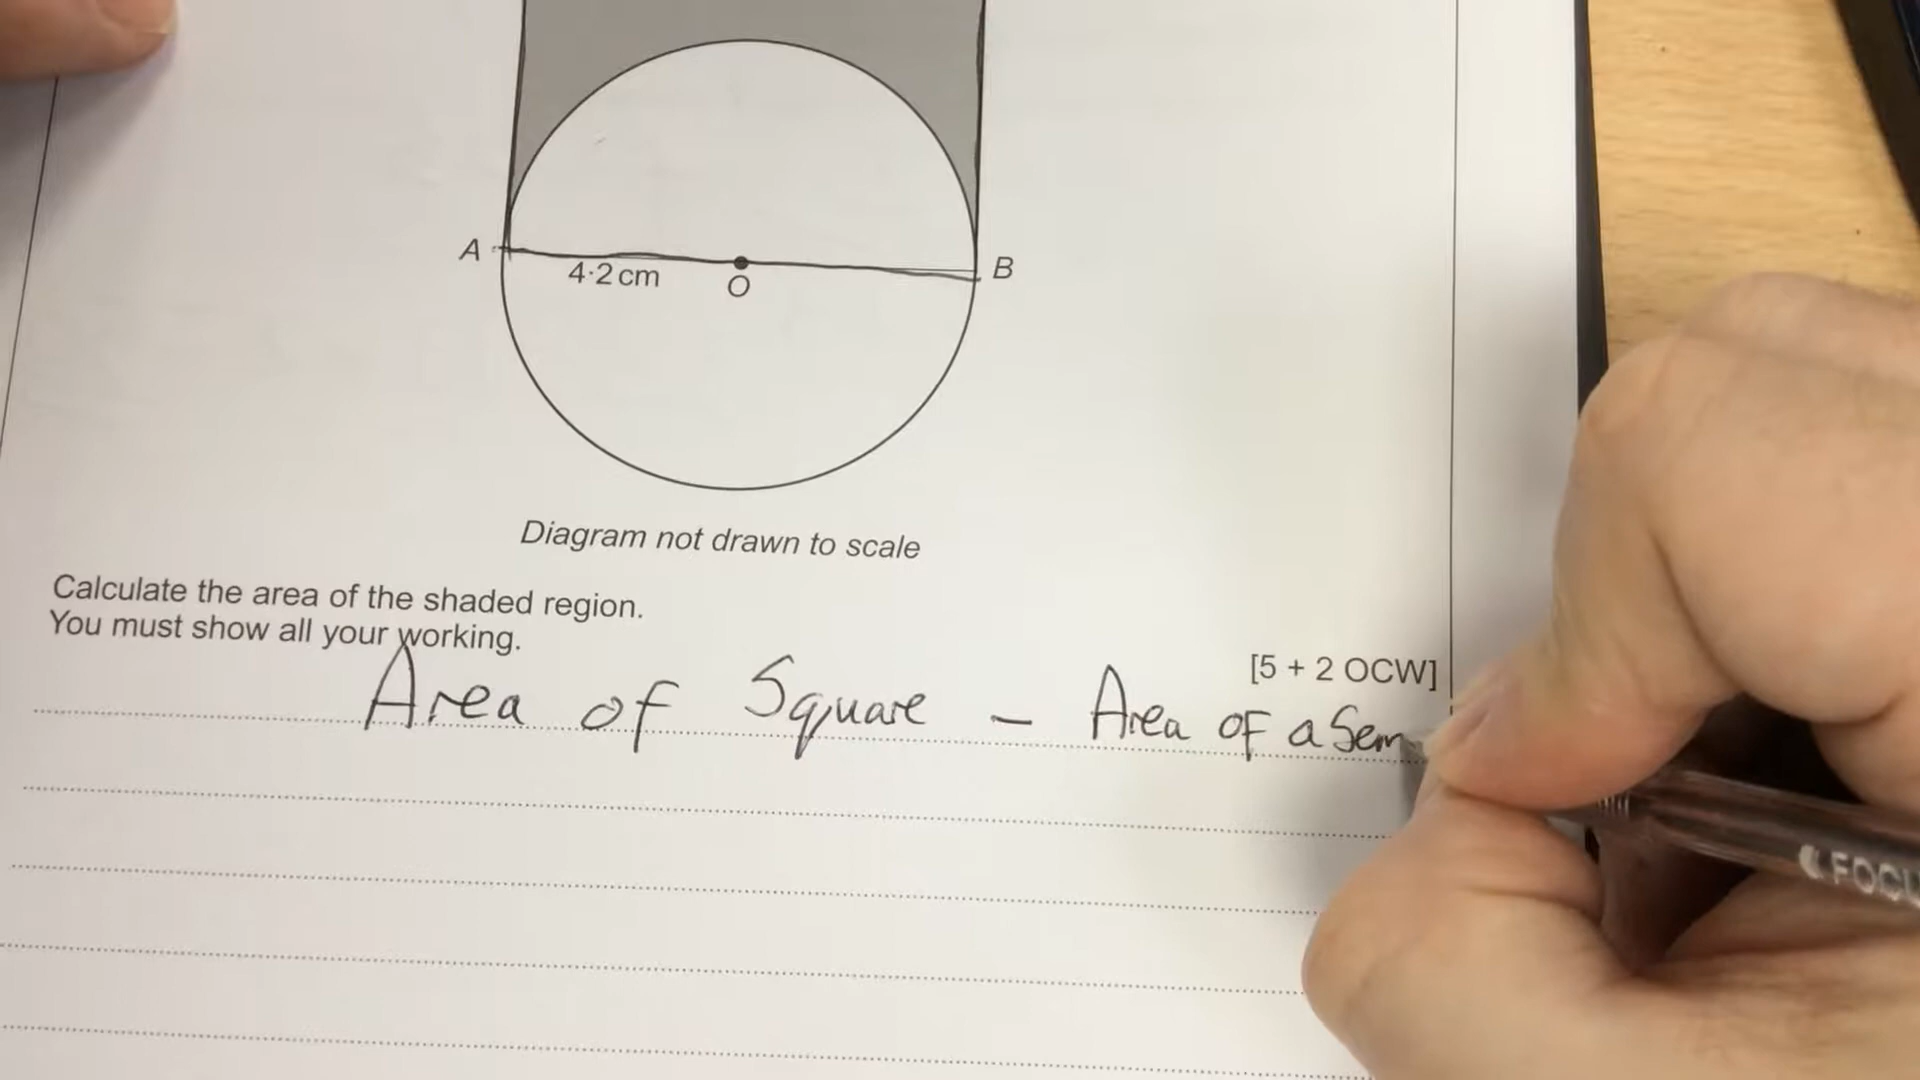 A
4·2 cm
O
B
Diagram not drawn to scale
Calculate the area of the shaded region.
You must show all your working.
[5 + 2 OCW]
Area of Square – Area of a Sem
FOCU